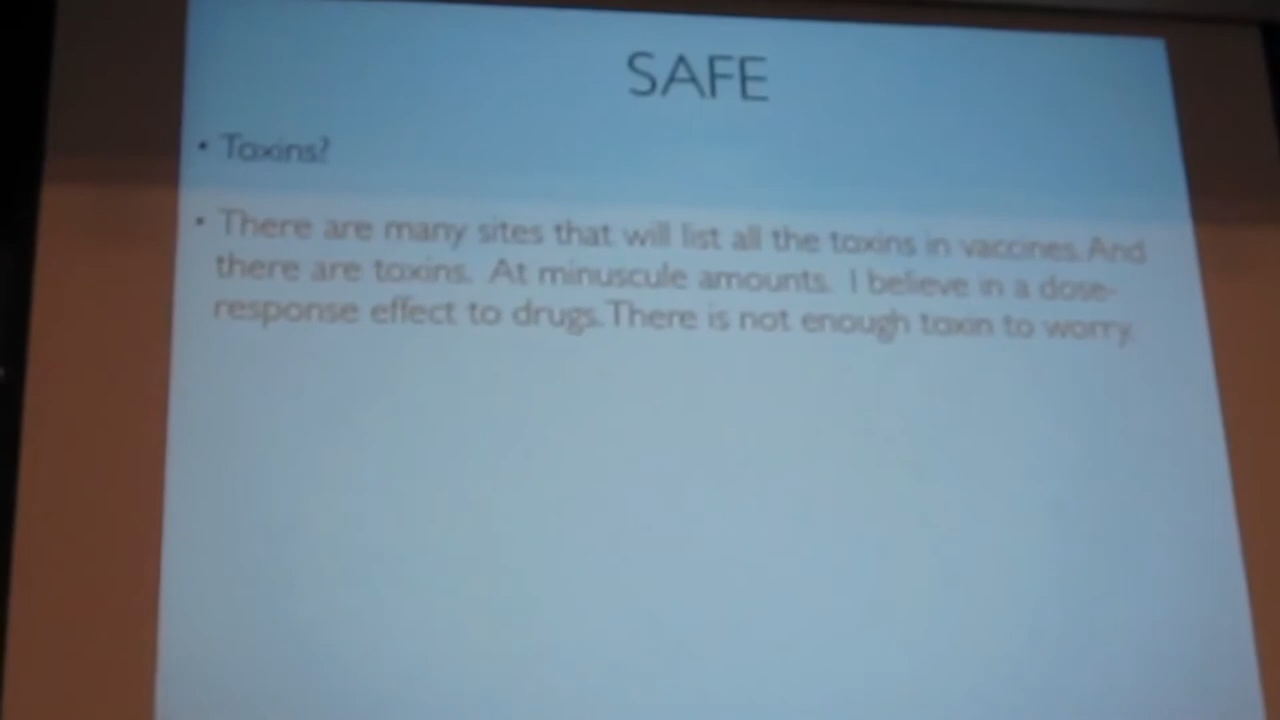 SAFE
• Toxins?
• There are many sites that will list all the toxins in vaccines. And
there are toxins. At minuscule amounts. I believe in a dose-
response effect to drugs. There is not enough toxin to worry.